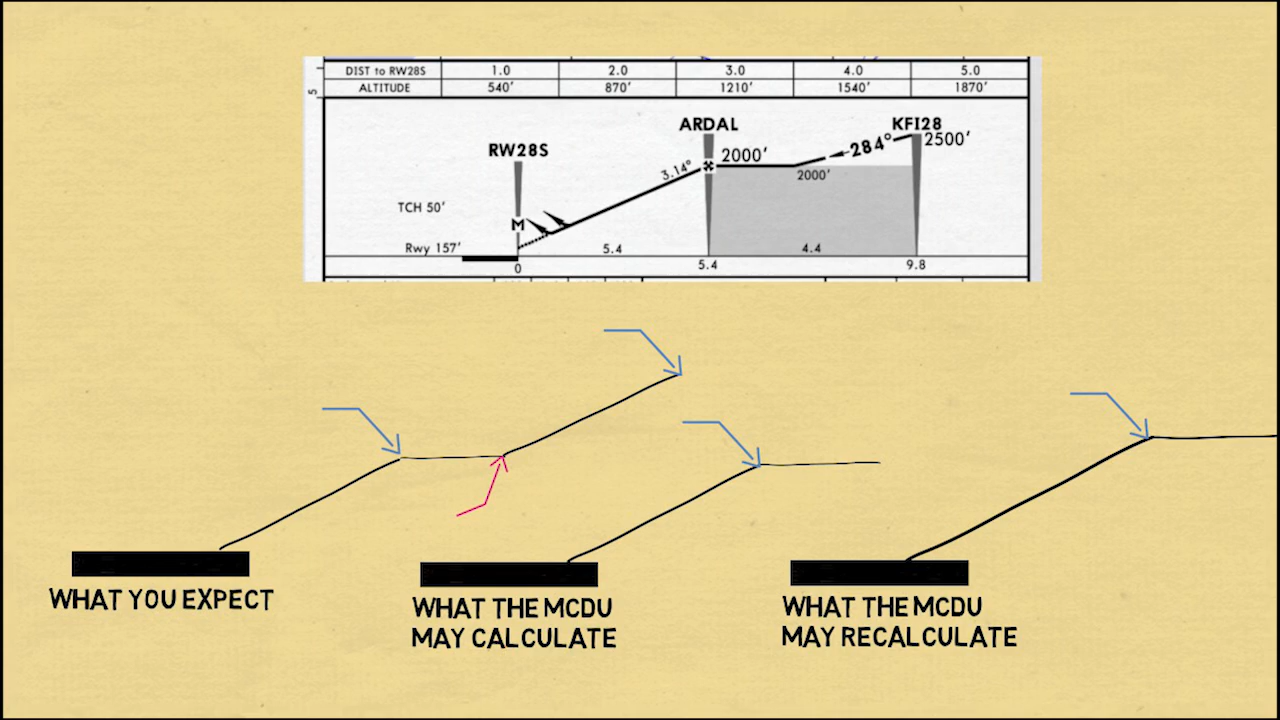 DIST to RW28S 1.0 2.0 3.0 4.0 5.0
ALTITUDE 540' 870' 1210' 1540' 1870'
5
ARDAL KFI28
RW28S
2000' 284° 2500'
3.14° 2000'
TCH 50' M
Rwy 157' 5.4 4.4
0 5.4 9.8
WHAT YOU EXPECT
WHAT THE MCDU
MAY CALCULATE
WHAT THE MCDU
MAY RECALCULATE